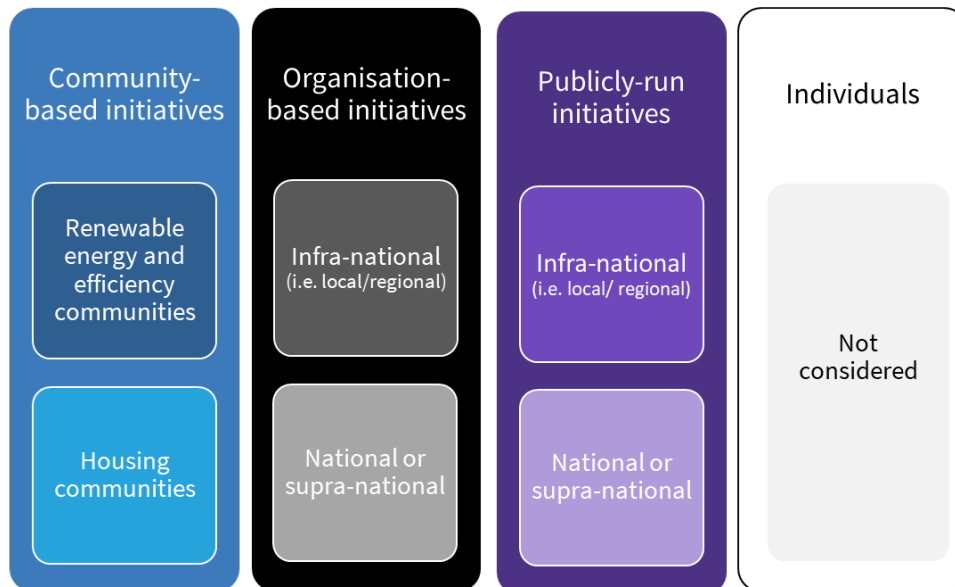 Community-
based initiatives
Renewable
energy and
efficiency
communities
Housing
communities
Organisation-
based initiatives
Infra-national
(i.e. local/regional)
National or
supra-national
Publicly-run
initiatives
Infra-national
(i.e. local/ regional)
National or
supra-national
Individuals
Not
considered